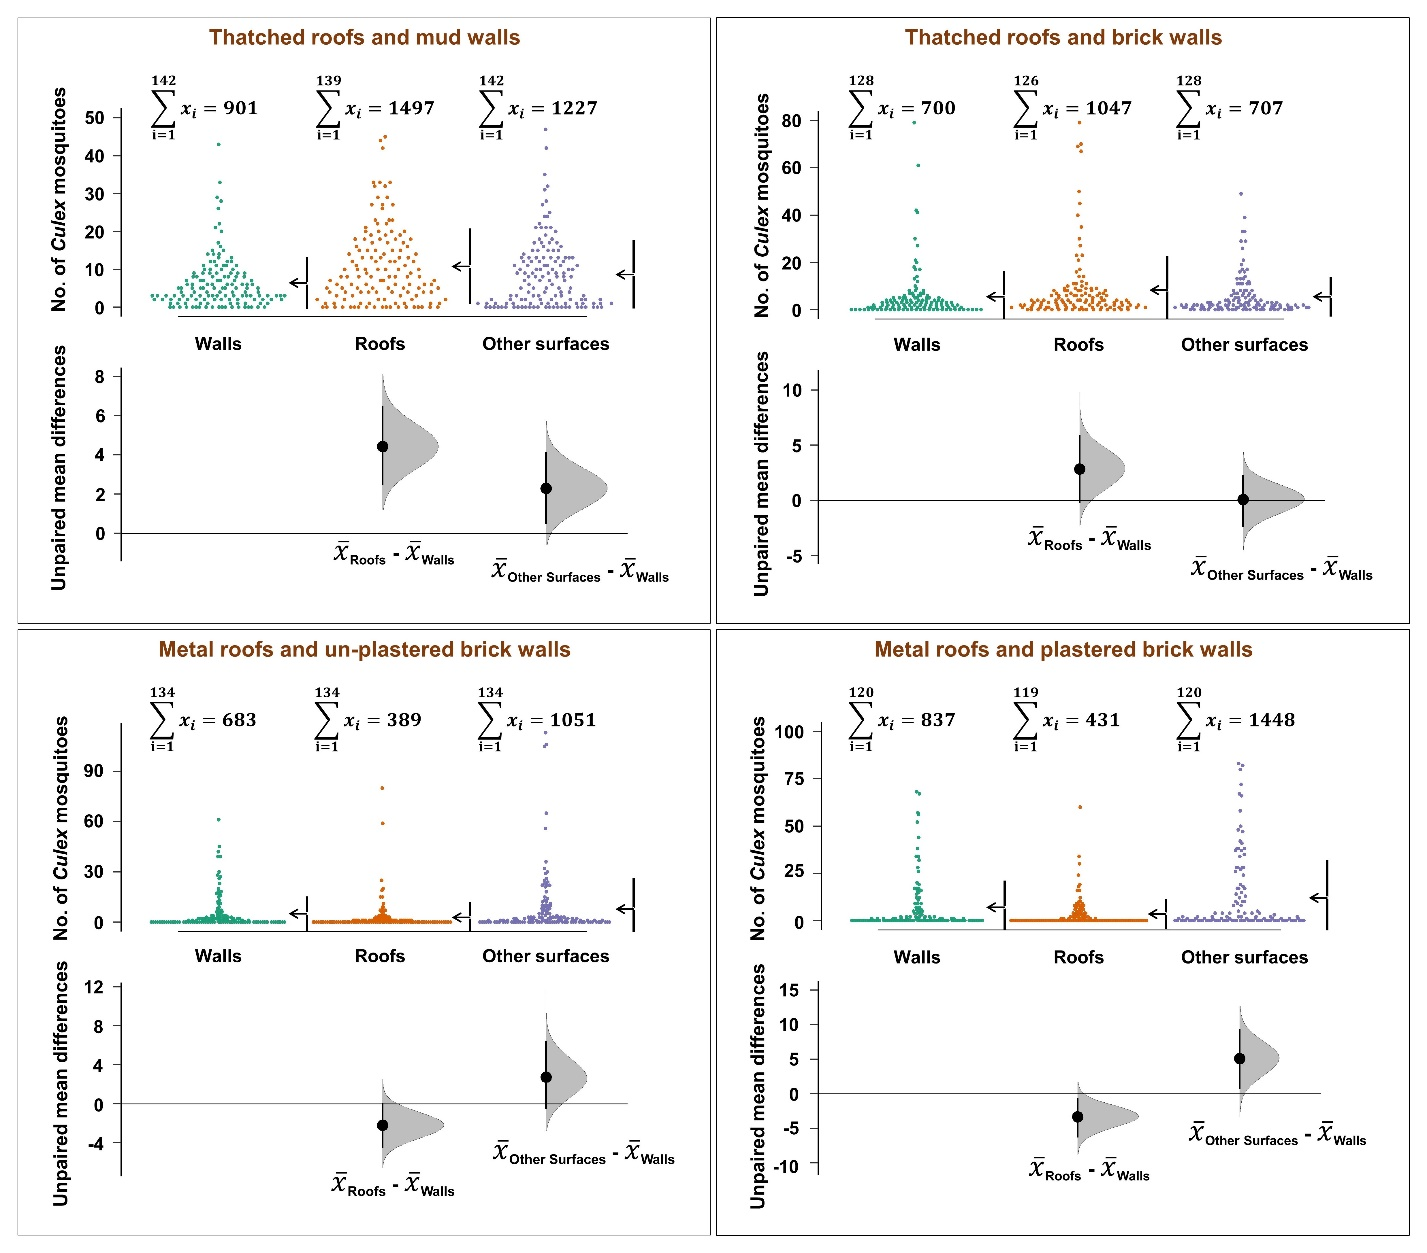 Thatched roofs and mud walls
142
∑ xᵢ = 901
i=1
139
∑ xᵢ = 1497
i=1
142
∑ xᵢ = 1227
i=1
No. of Culex mosquitoes
50
40
30
20
10
0
Walls
Roofs
Other surfaces
Unpaired mean differences
8
6
4
2
0
x̄ Roofs - x̄ Walls
x̄ Other Surfaces - x̄ Walls
Thatched roofs and brick walls
128
∑ xᵢ = 700
i=1
126
∑ xᵢ = 1047
i=1
128
∑ xᵢ = 707
i=1
No. of Culex mosquitoes
80
60
40
20
0
Walls
Roofs
Other surfaces
Unpaired mean differences
10
5
0
-5
x̄ Roofs - x̄ Walls
x̄ Other Surfaces - x̄ Walls
Metal roofs and un-plastered brick walls
134
∑ xᵢ = 683
i=1
134
∑ xᵢ = 389
i=1
134
∑ xᵢ = 1051
i=1
No. of Culex mosquitoes
90
60
30
0
Walls
Roofs
Other surfaces
Unpaired mean differences
12
8
4
0
-4
x̄ Roofs - x̄ Walls
x̄ Other Surfaces - x̄ Walls
Metal roofs and plastered brick walls
120
∑ xᵢ = 837
i=1
119
∑ xᵢ = 431
i=1
120
∑ xᵢ = 1448
i=1
No. of Culex mosquitoes
100
75
50
25
0
Walls
Roofs
Other surfaces
Unpaired mean differences
15
10
5
0
-5
-10
x̄ Roofs - x̄ Walls
x̄ Other Surfaces - x̄ Walls